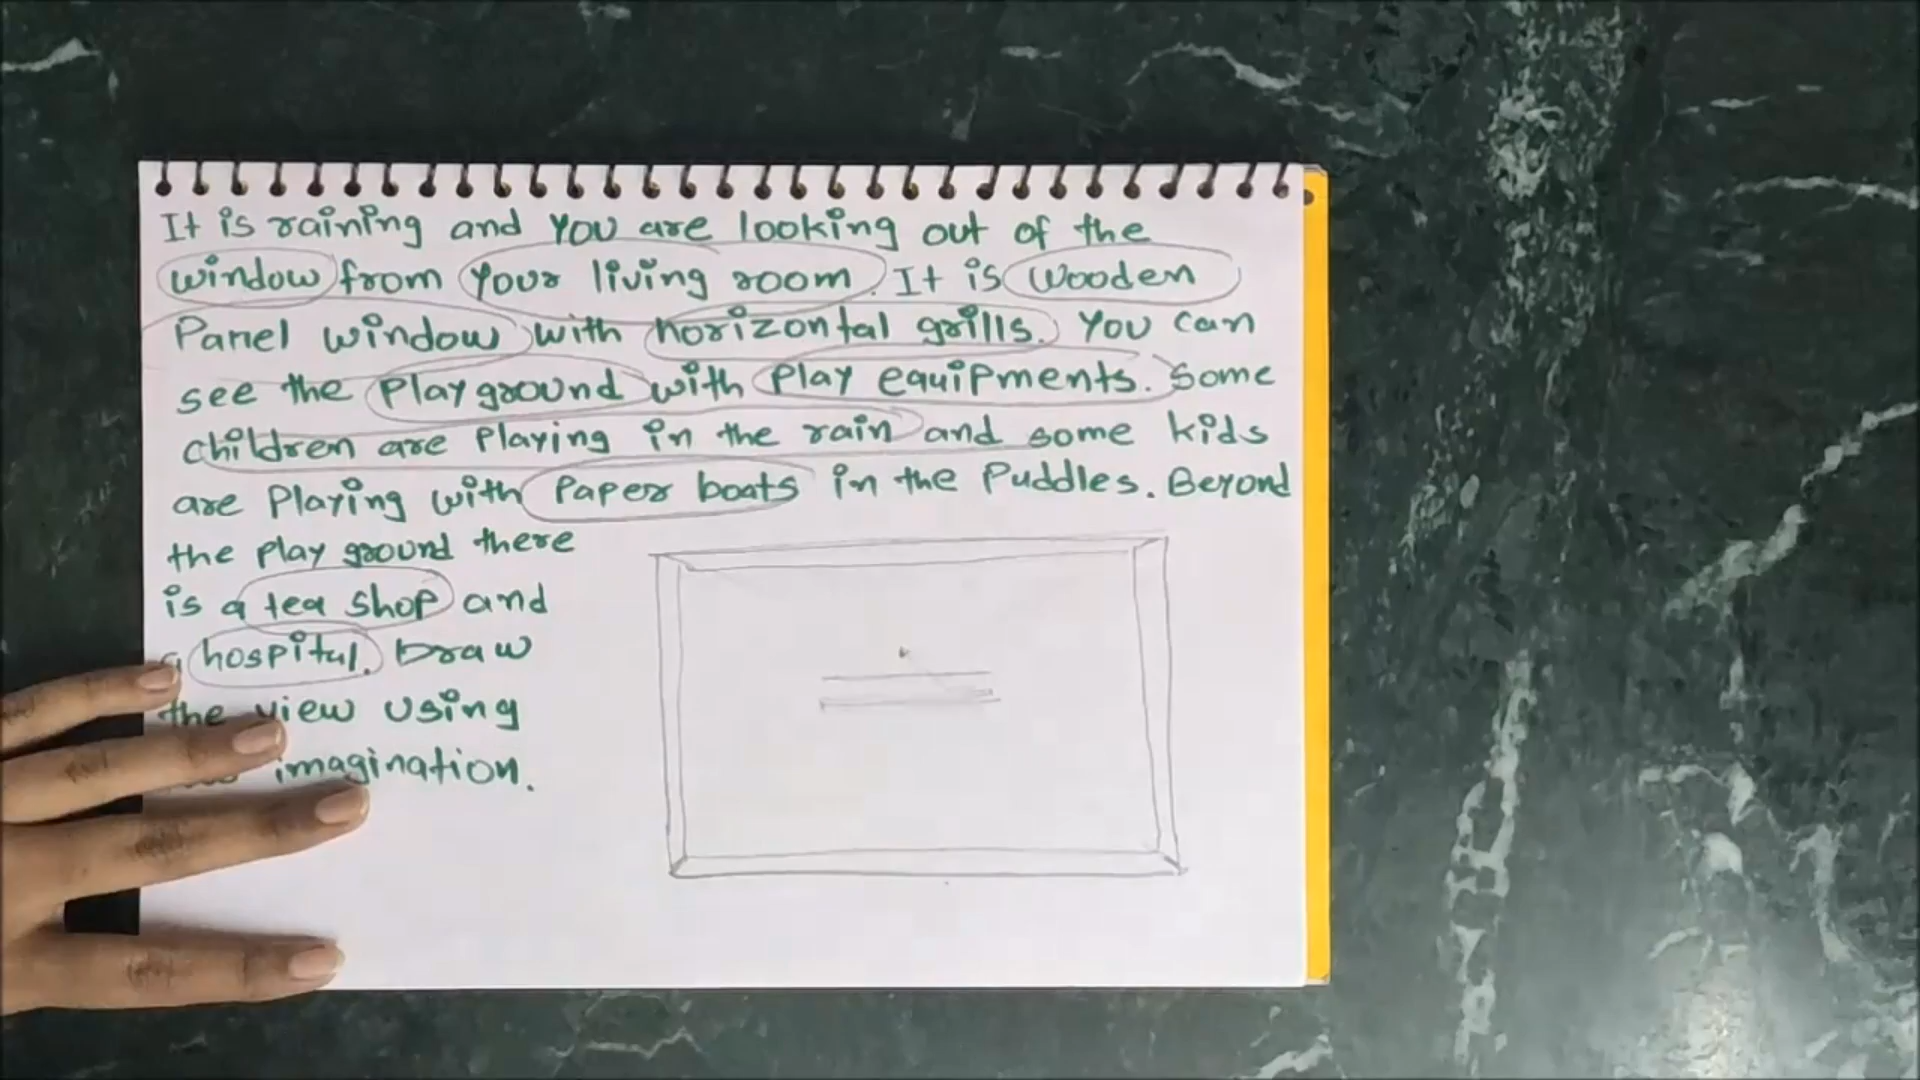 It is raining and you are looking out of the
window from your living room. It is wooden
Panel window with horizontal grills. You can
see the playground with play equipments. Some
children are playing in the rain and some kids
are playing with paper boats in the puddles. Beyond
the play ground there
is a tea shop and
a hospital. Draw
the view using
imagination.